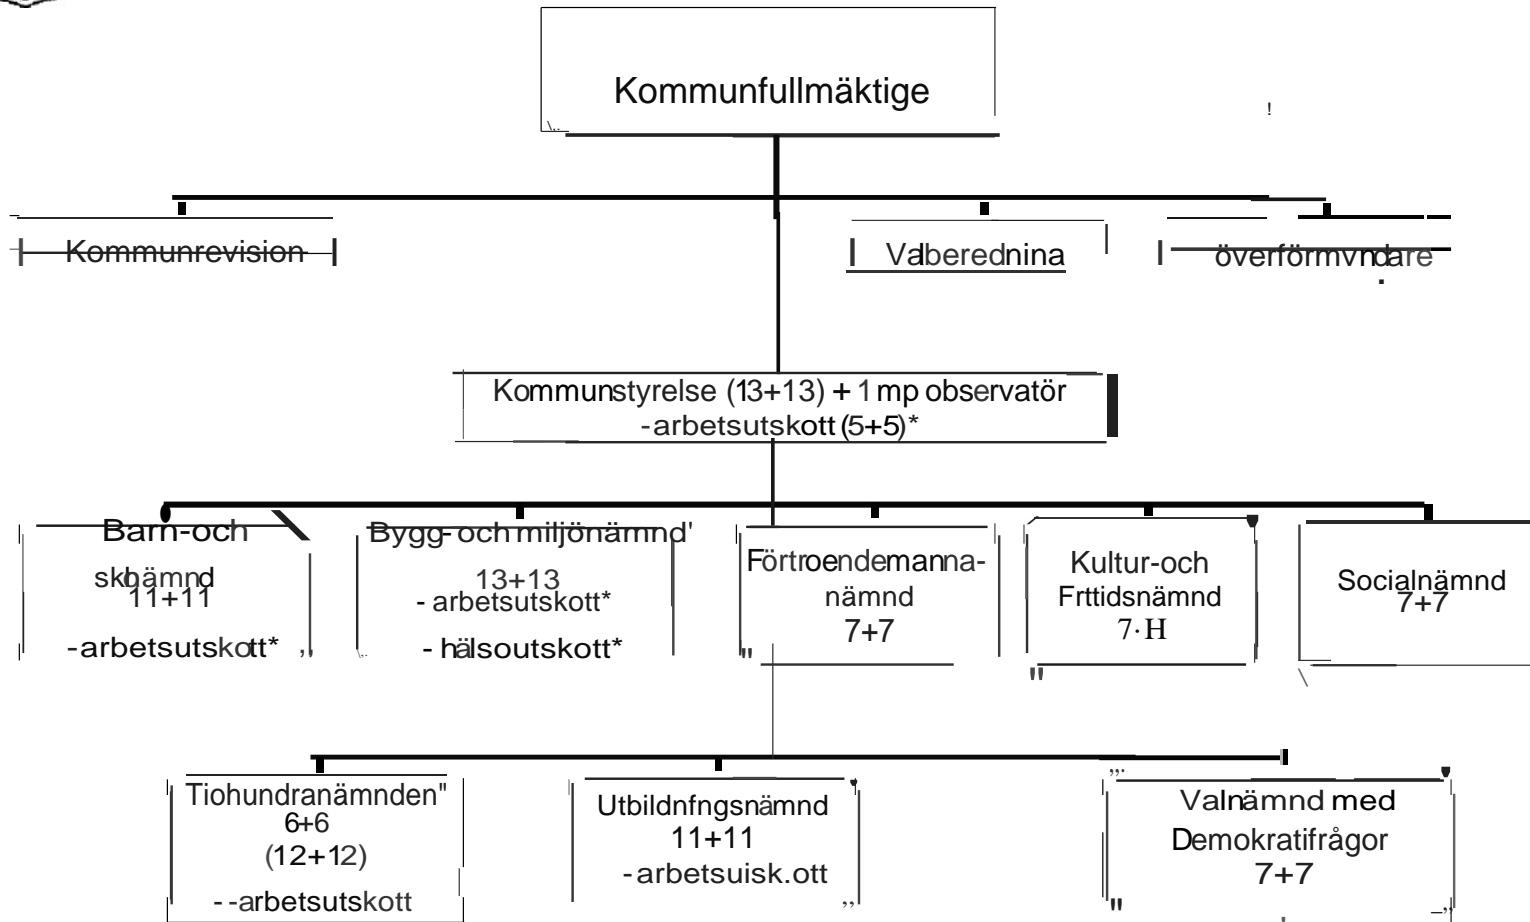 Kommunfullmäktige
Kommunrevision
Valberednina
överförmvndare
Kommunstyrelse (13+13) + 1 mp observatör
-arbetsutskott (5+5)*
Barn-och
11+11
-arbetsutskott*
Bygg- och miljönämnd'
13+13
- arbetsutskott*
- hälsoutskott*
Förtroendemanna-
nämnd
7+7
Kultur-och
Frttidsnämnd
7·H
Socialnämnd
7+7
Tiohundranämnden"
6+6
(12+12)
--arbetsutskott
Utbildnfngsnämnd
11+11
-arbetsuisk.ott
Valnämnd med
Demokratifrågor
7+7